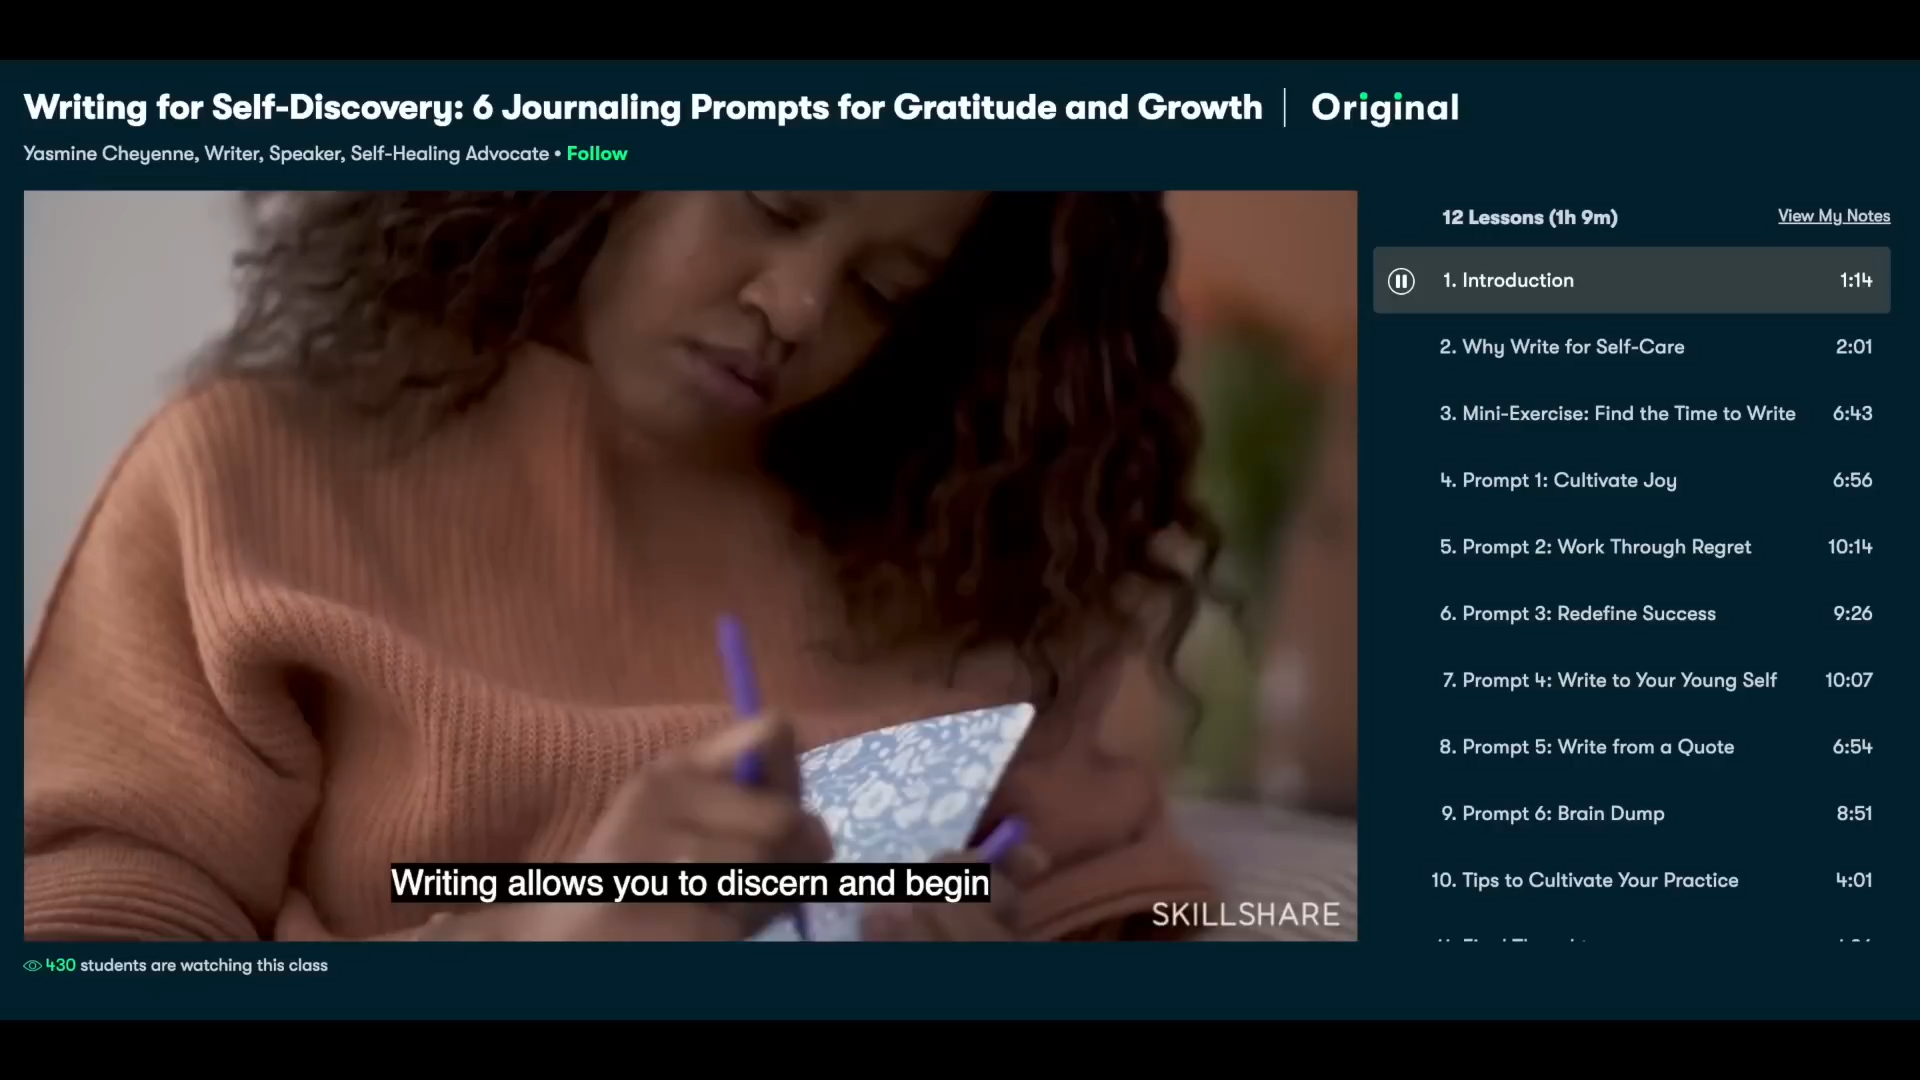 Writing for Self-Discovery: 6 Journaling Prompts for Gratitude and Growth | Original
Yasmine Cheyenne, Writer, Speaker, Self-Healing Advocate • Follow
12 Lessons (1h 9m) View My Notes
1. Introduction 1:14
2. Why Write for Self-Care 2:01
3. Mini-Exercise: Find the Time to Write 6:43
4. Prompt 1: Cultivate Joy 6:56
5. Prompt 2: Work Through Regret 10:14
6. Prompt 3: Redefine Success 9:26
7. Prompt 4: Write to Your Young Self 10:07
8. Prompt 5: Write from a Quote 6:54
9. Prompt 6: Brain Dump 8:51
10. Tips to Cultivate Your Practice 4:01
Writing allows you to discern and begin
SKILLSHARE
430 students are watching this class